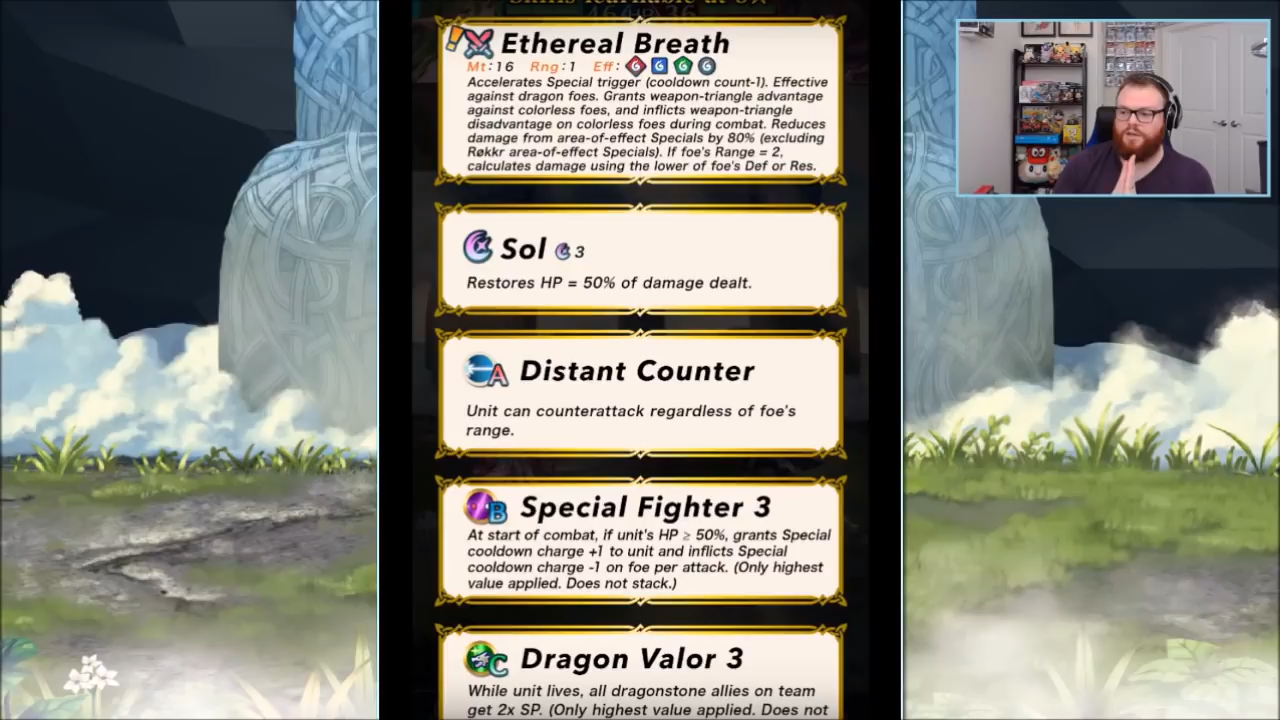 Skills learnable at 5★
Ethereal Breath
Mt:16 Rng:1 Eff:
Accelerates Special trigger (cooldown count-1). Effective
against dragon foes. Grants weapon-triangle advantage
against colorless foes, and inflicts weapon-triangle
disadvantage on colorless foes during combat. Reduces
damage from area-of-effect Specials by 80% (excluding
Røkkr area-of-effect Specials). If foe's Range = 2,
calculates damage using the lower of foe's Def or Res.
Sol 3
Restores HP = 50% of damage dealt.
A Distant Counter
Unit can counterattack regardless of foe's
range.
B Special Fighter 3
At start of combat, if unit's HP ≥ 50%, grants Special
cooldown charge +1 to unit and inflicts Special
cooldown charge -1 on foe per attack. (Only highest
value applied. Does not stack.)
C Dragon Valor 3
While unit lives, all dragonstone allies on team
get 2x SP. (Only highest value applied. Does not